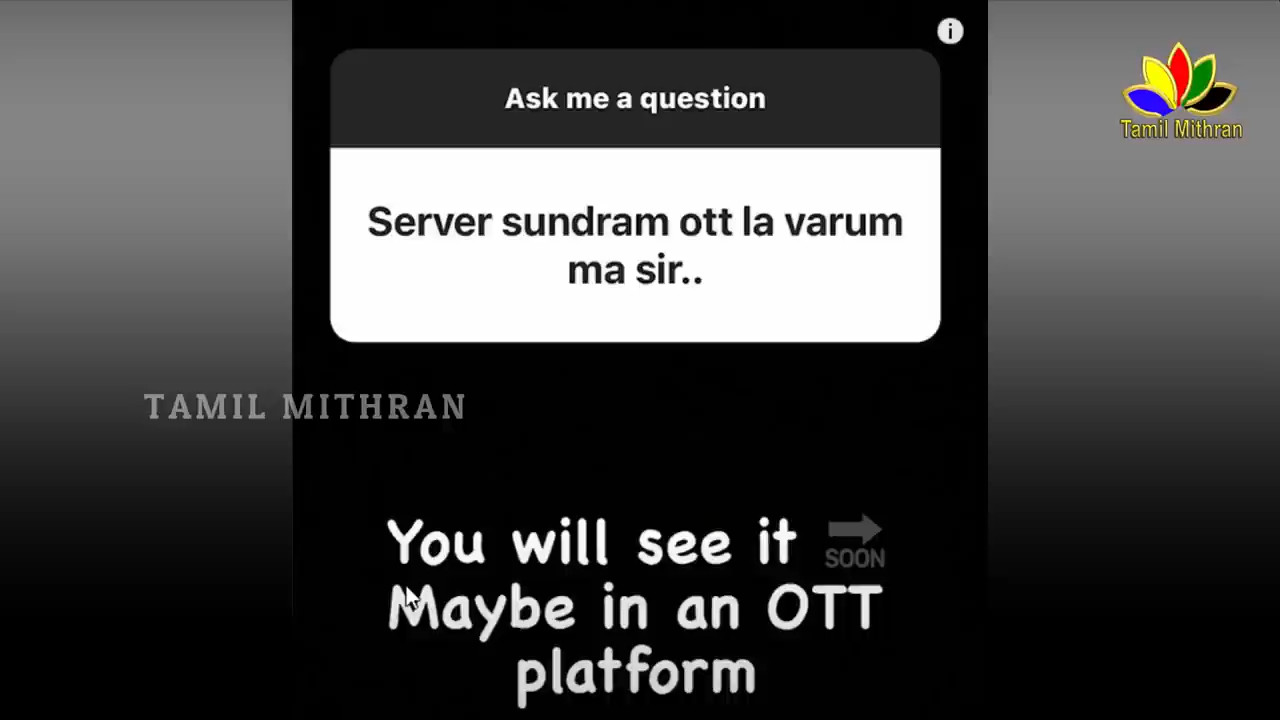 i
Ask me a question
Tamil Mithran
Server sundram ott la varum
ma sir..
TAMIL MITHRAN
You will see it
SOON
Maybe in an OTT
platform